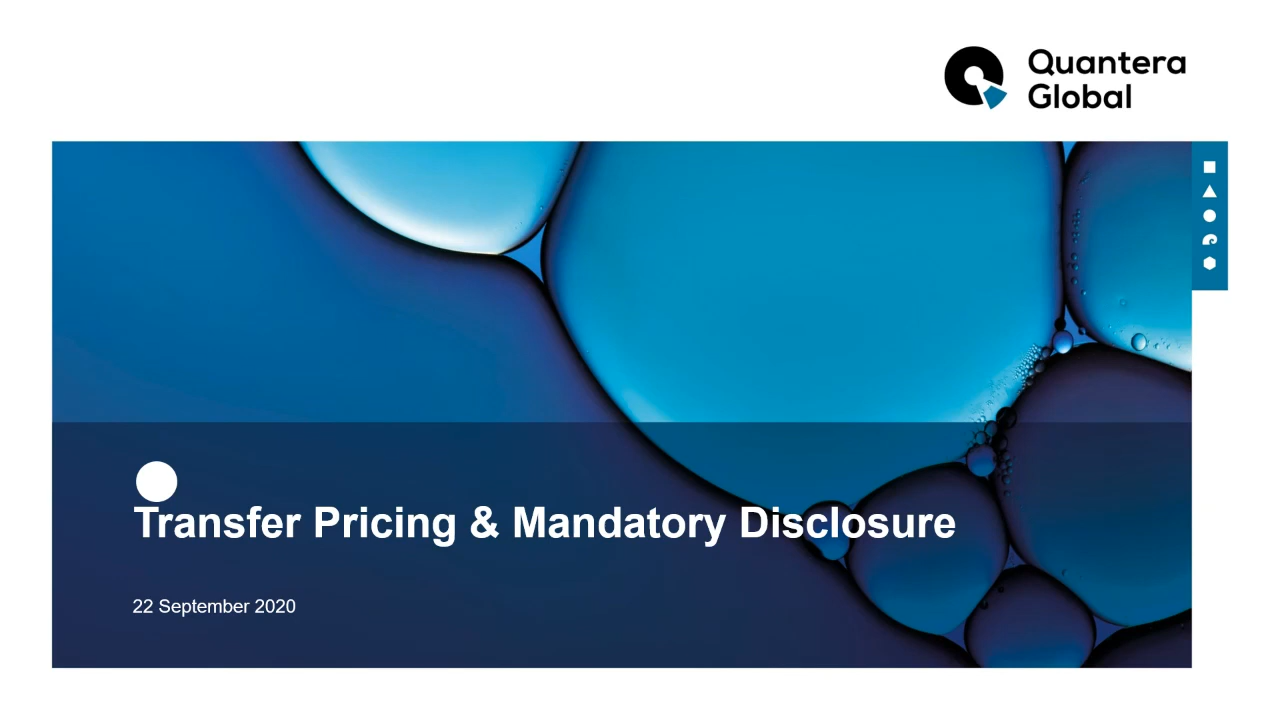 Quantera
Global
Transfer Pricing & Mandatory Disclosure
22 September 2020